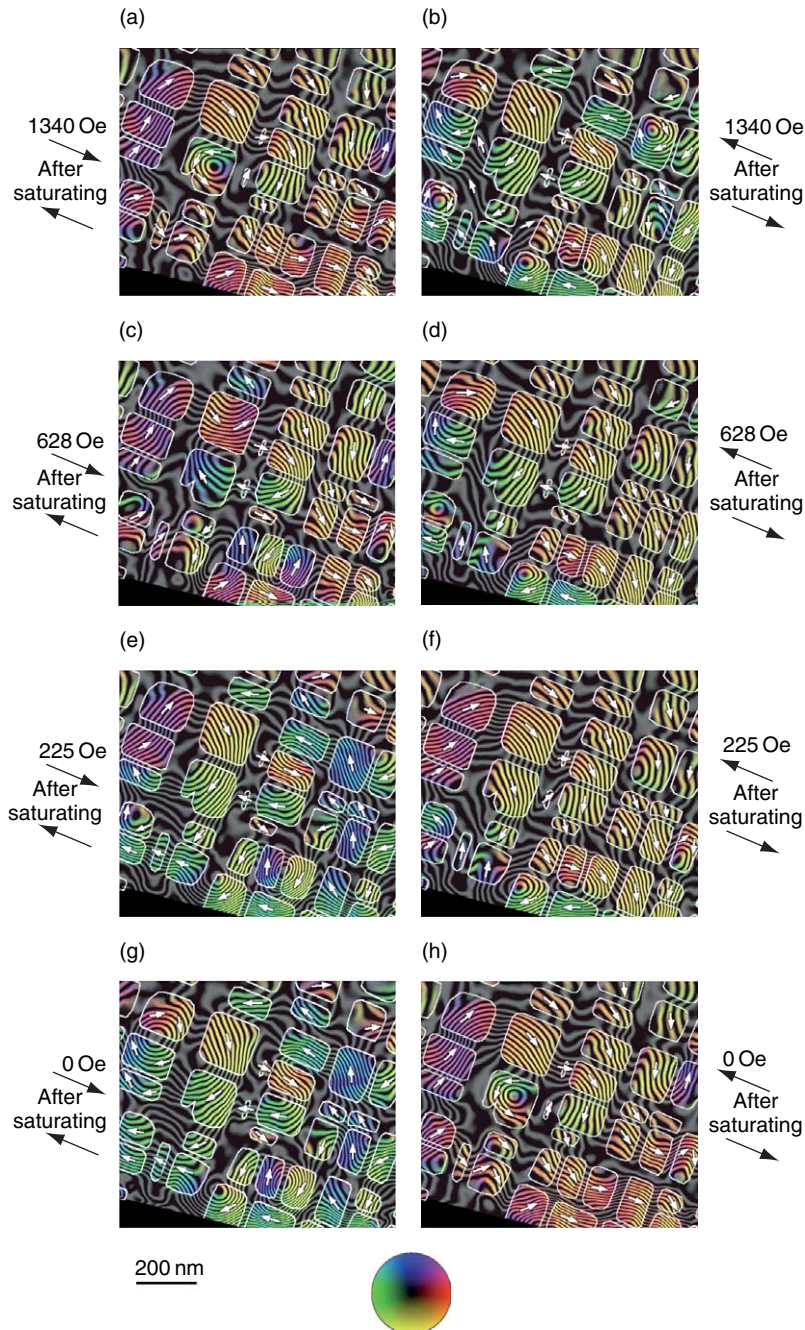 (a)
(b)
1340 Oe
After
saturating
1340 Oe
After
saturating
(c)
(d)
628 Oe
After
saturating
628 Oe
After
saturating
(e)
(f)
225 Oe
After
saturating
225 Oe
After
saturating
(g)
(h)
0 Oe
After
saturating
0 Oe
After
saturating
200 nm